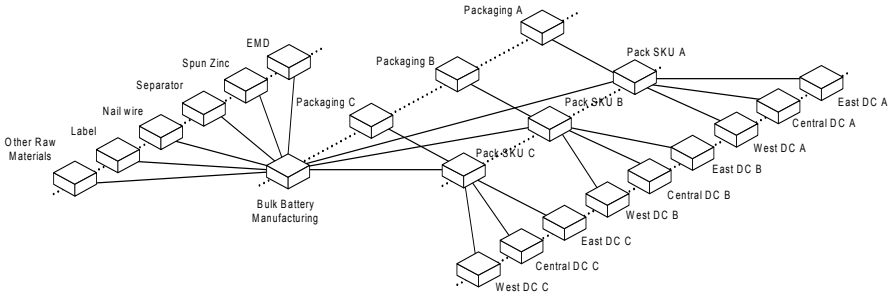 Packaging A
EMD
Pack SKU A
Spun Zinc
Packaging B
Separator
East DC A
Nail wire
Packaging C
Pack SKU B
Central DC A
Label
West DC A
Other Raw
Materials
Pack SKU C
East DC B
Central DC B
Bulk Battery
Manufacturing
West DC B
East DC C
Central DC C
West DC C